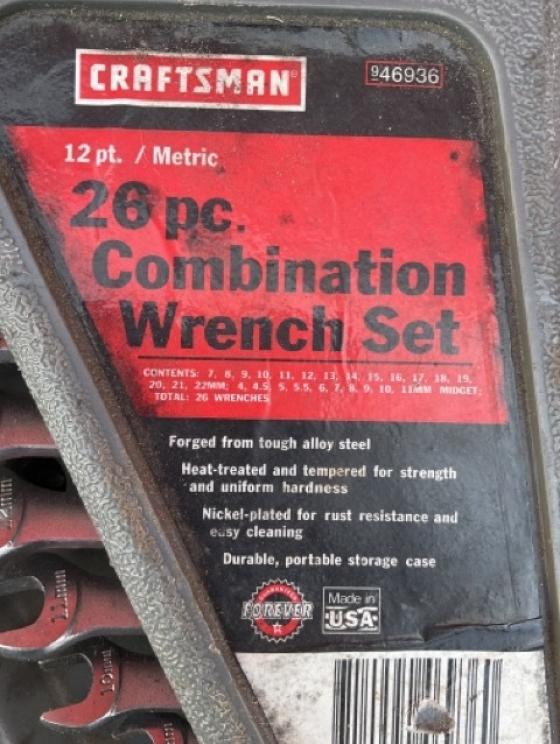 CRAFTSMAN®
946936
12 pt. / Metric
26 pc.
Combination
Wrench Set
CONTENTS: 7, 8, 9, 10, 11, 12, 13, 14, 15, 16, 17, 18, 19,
20, 21, 22MM; 4, 4.5, 5, 5.5, 6, 7, 8, 9, 10, 11MM MIDGET;
TOTAL: 26 WRENCHES
Forged from tough alloy steel
Heat-treated and tempered for strength
and uniform hardness
Nickel-plated for rust resistance and
easy cleaning
Durable, portable storage case
GUARANTEED
FOREVER
Made in
USA
11mm
10mm